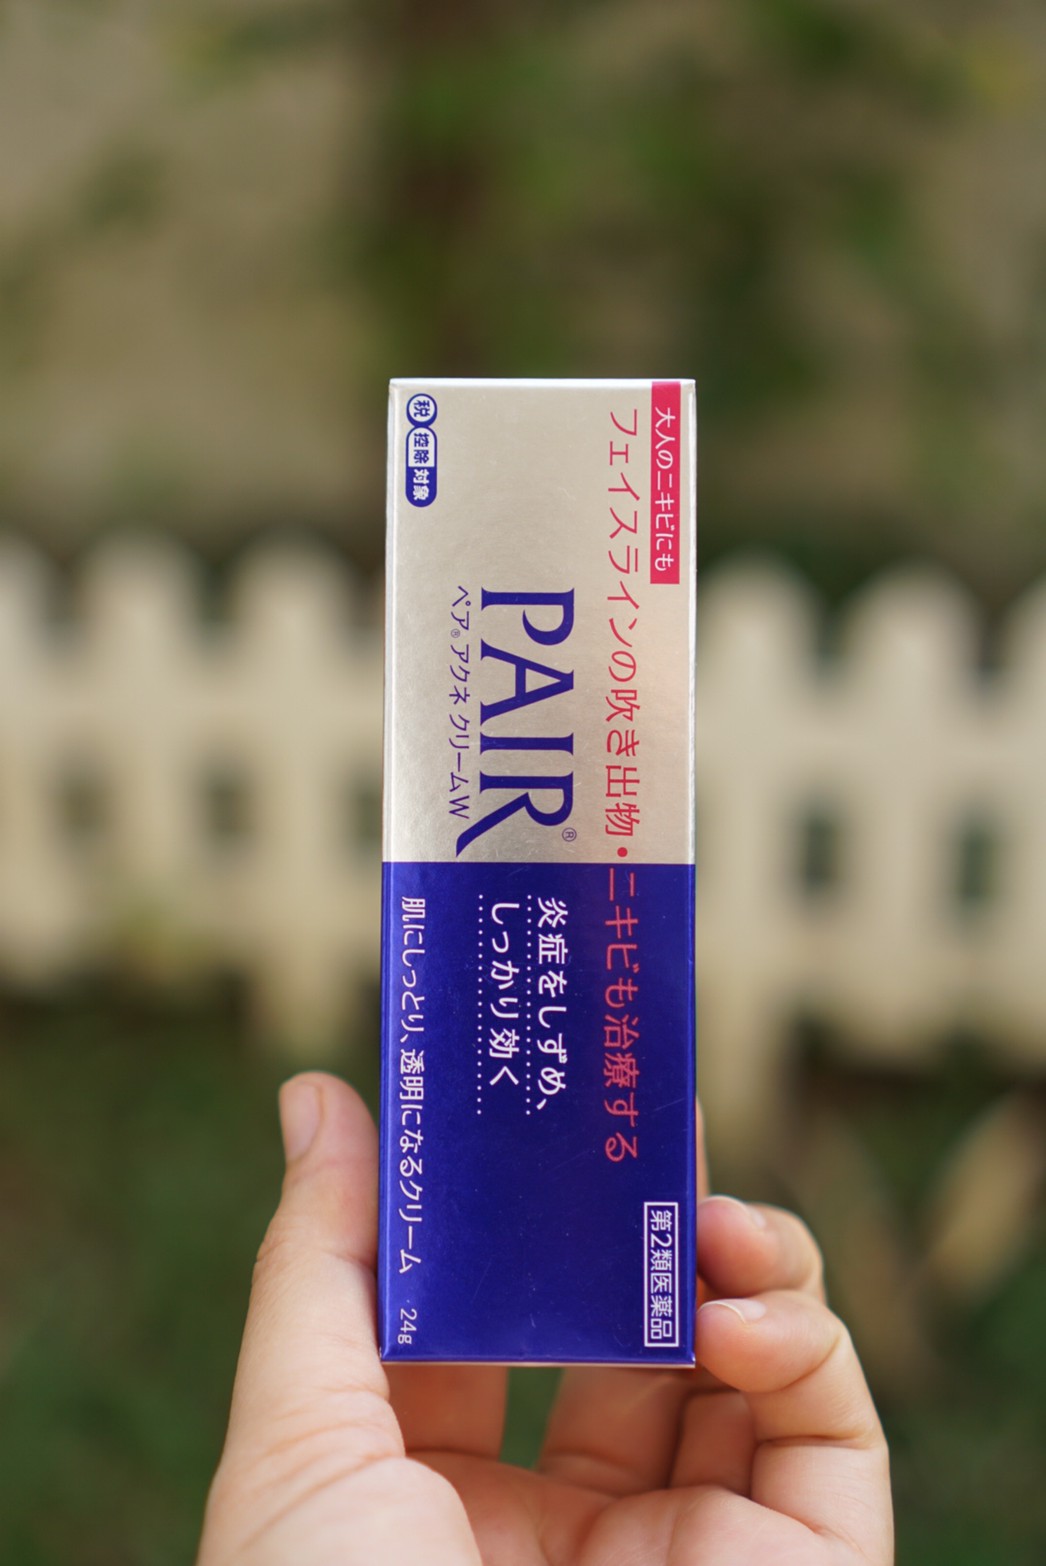 大人のニキビにも
フェイスラインの吹き出物・ニキビも治療する
PAIR®
ペア®アクネ クリームW
炎症をしずめ、
しっかり効く
肌にしっとり、透明になるクリーム 24g
税 控除 対象
第2類医薬品